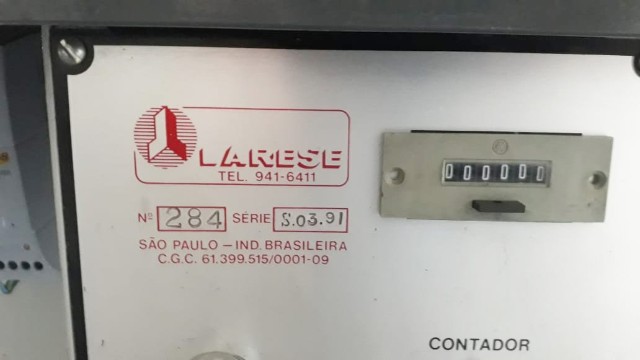 LARESE
TEL. 941-6411
Nº 284 SÉRIE S.03.91
SÃO PAULO — IND. BRASILEIRA
C.G.C. 61.399.515/0001-09
000000
CONTADOR